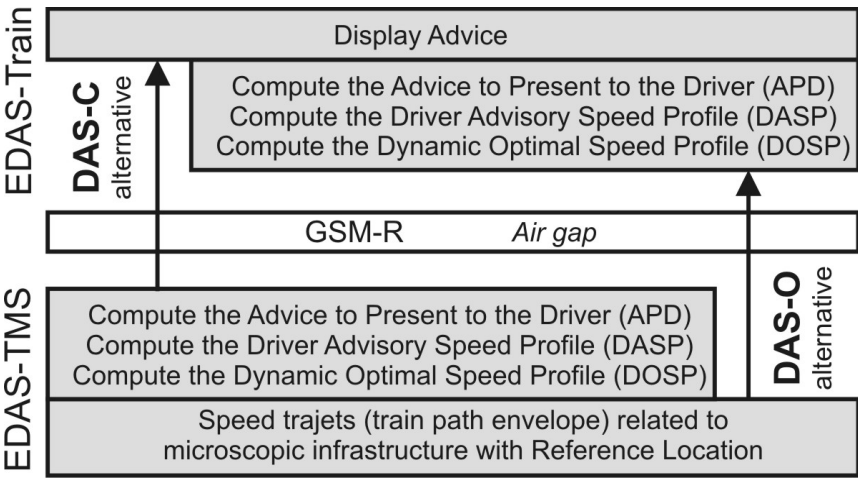 EDAS-Train
Display Advice
DAS-C
alternative
Compute the Advice to Present to the Driver (APD)
Compute the Driver Advisory Speed Profile (DASP)
Compute the Dynamic Optimal Speed Profile (DOSP)
GSM-R Air gap
EDAS-TMS
Compute the Advice to Present to the Driver (APD)
Compute the Driver Advisory Speed Profile (DASP)
Compute the Dynamic Optimal Speed Profile (DOSP)
DAS-O
alternative
Speed trajets (train path envelope) related to
microscopic infrastructure with Reference Location